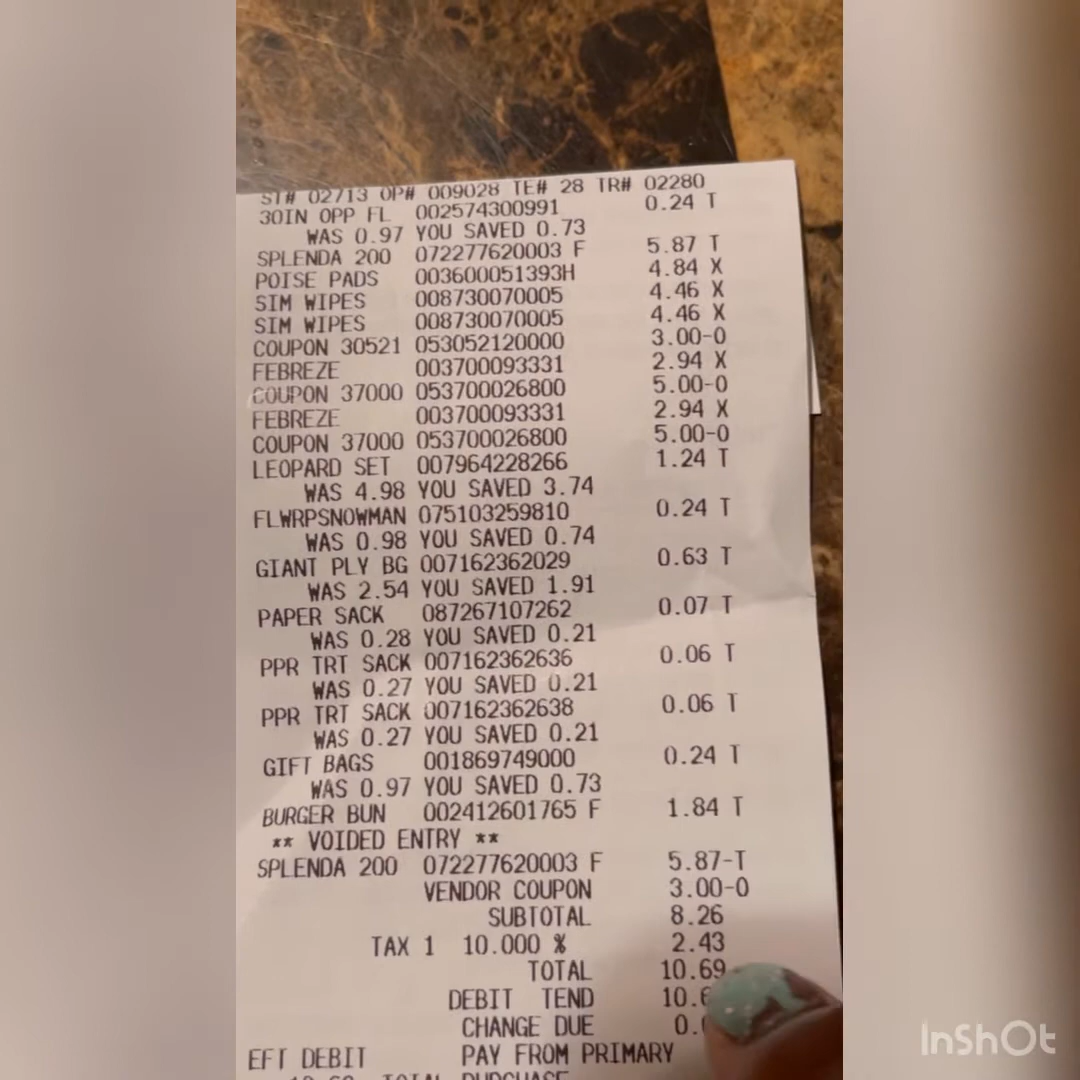 ST# 02713 OP# 009028 TE# 28 TR# 02280
30IN OPP FL 002574300991 0.24 T
WAS 0.97 YOU SAVED 0.73
SPLENDA 200 072277620003 F 5.87 T
POISE PADS 003600051393H 4.84 X
SIM WIPES 008730070005 4.46 X
SIM WIPES 008730070005 4.46 X
COUPON 30521 053052120000 3.00-0
FEBREZE 003700093331 2.94 X
COUPON 37000 053700026800 5.00-0
FEBREZE 003700093331 2.94 X
COUPON 37000 053700026800 5.00-0
LEOPARD SET 007964228266 1.24 T
WAS 4.98 YOU SAVED 3.74
FLWRPSNOWMAN 075103259810 0.24 T
WAS 0.98 YOU SAVED 0.74
GIANT PLY BG 007162362029 0.63 T
WAS 2.54 YOU SAVED 1.91
PAPER SACK 087267107262 0.07 T
WAS 0.28 YOU SAVED 0.21
PPR TRT SACK 007162362636 0.06 T
WAS 0.27 YOU SAVED 0.21
PPR TRT SACK 007162362638 0.06 T
WAS 0.27 YOU SAVED 0.21
GIFT BAGS 001869749000 0.24 T
WAS 0.97 YOU SAVED 0.73
BURGER BUN 002412601765 F 1.84 T
** VOIDED ENTRY **
SPLENDA 200 072277620003 F 5.87-T
VENDOR COUPON 3.00-0
SUBTOTAL 8.26
TAX 1 10.000 % 2.43
TOTAL 10.69
DEBIT TEND
CHANGE DUE
EFT DEBIT PAY FROM PRIMARY
TOTAL PURCHASE
InShOt